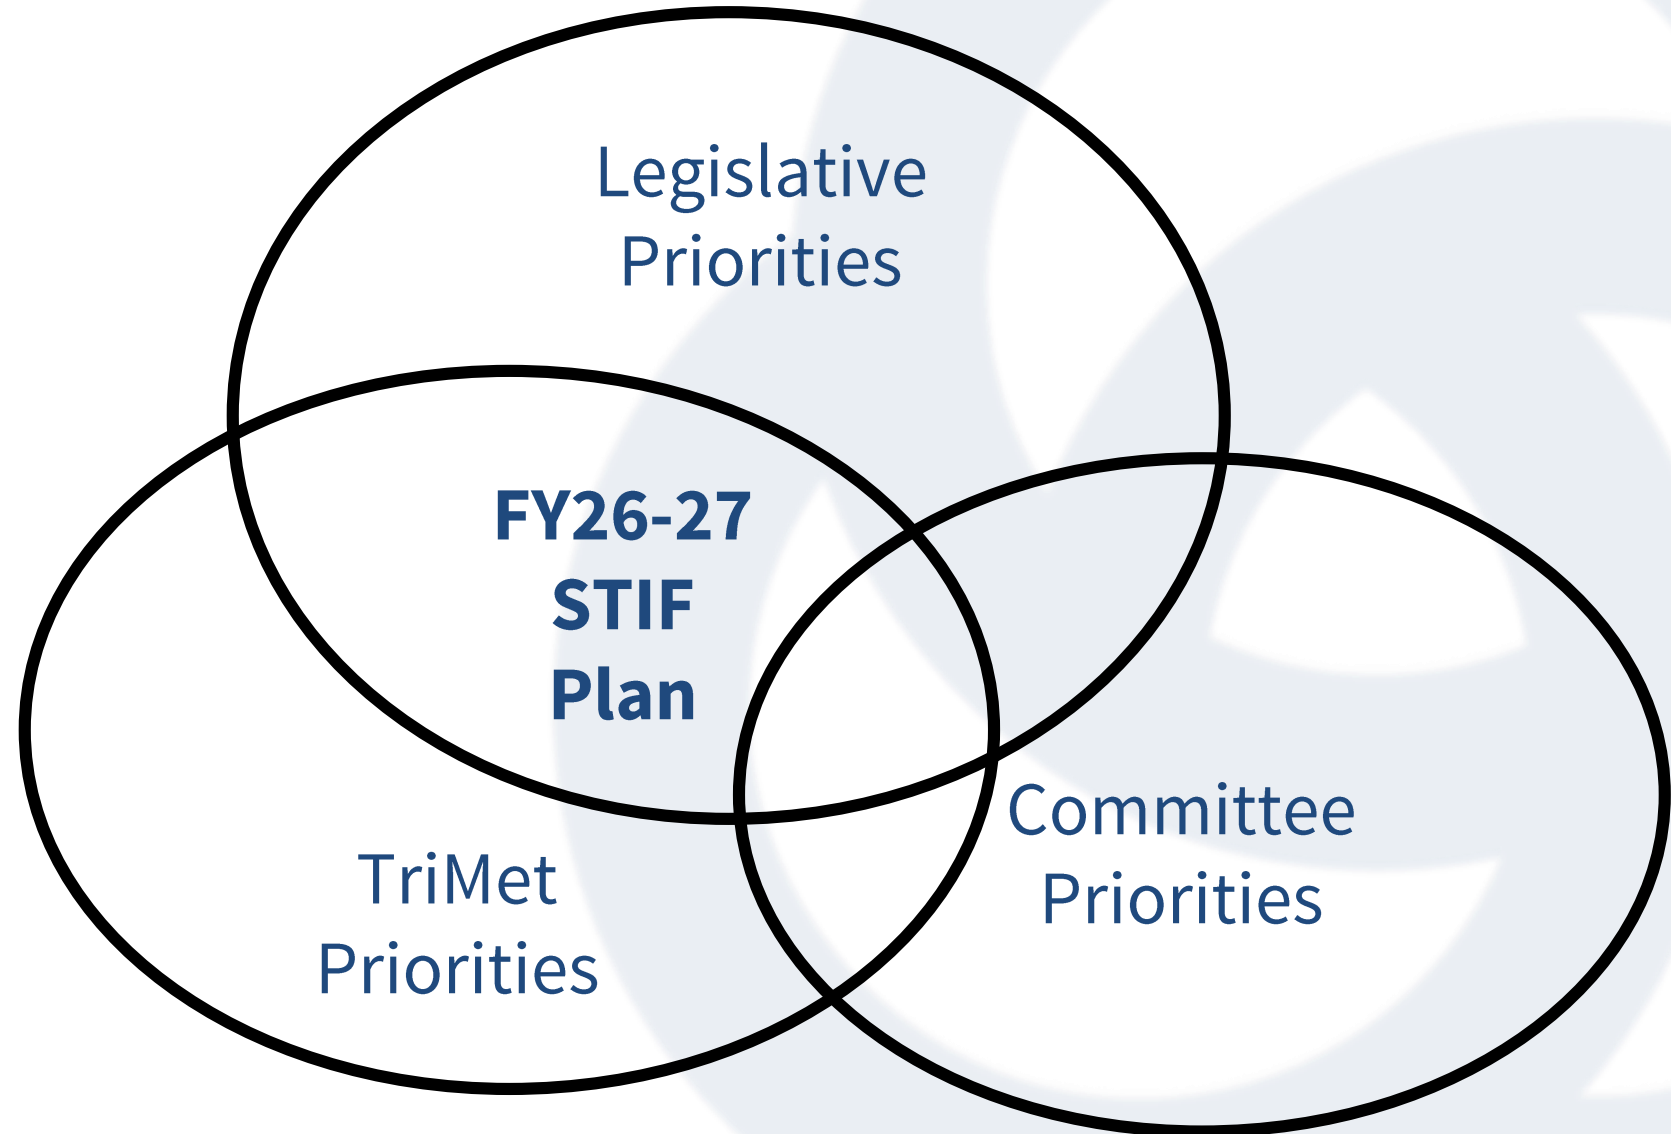 Legislative
Priorities
FY26-27
STIF
Plan
Committee
Priorities
TriMet
Priorities